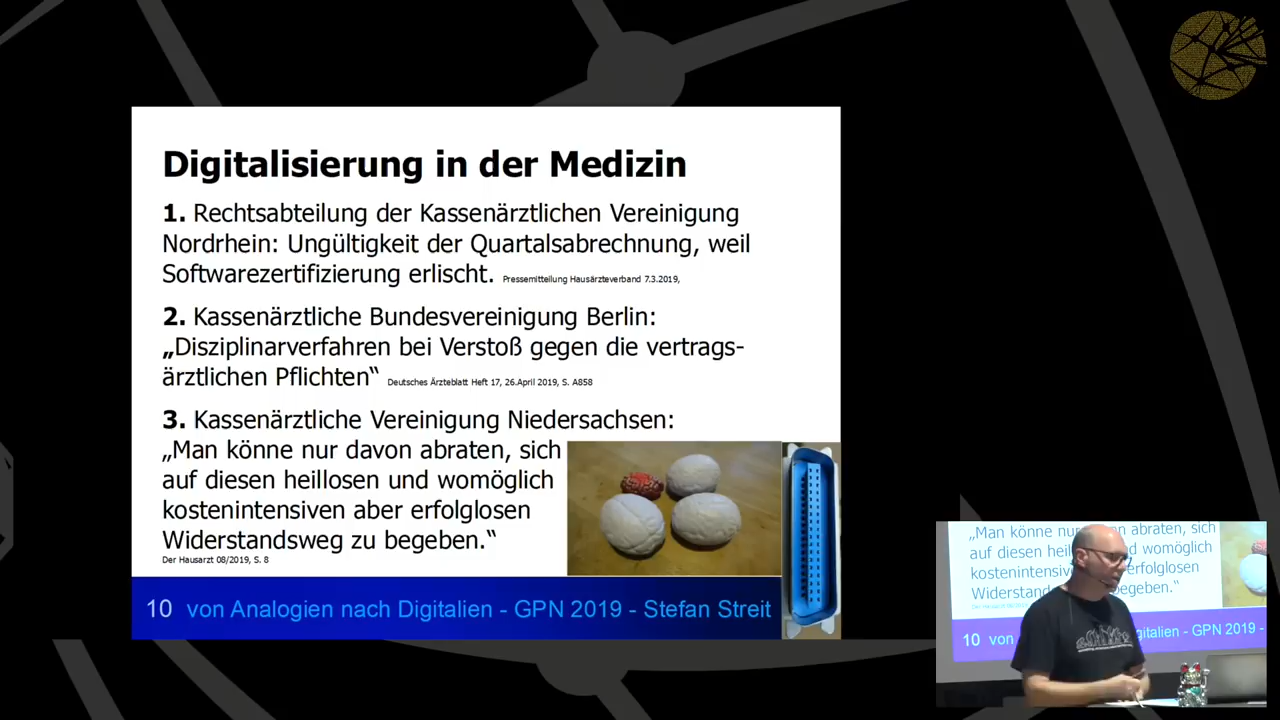 Digitalisierung in der Medizin
1. Rechtsabteilung der Kassenärztlichen Vereinigung
Nordrhein: Ungültigkeit der Quartalsabrechnung, weil
Softwarezertifizierung erlischt. Pressemitteilung Hausärzteverband 7.3.2019,
2. Kassenärztliche Bundesvereinigung Berlin:
„Disziplinarverfahren bei Verstoß gegen die vertrags-
ärztlichen Pflichten“ Deutsches Ärzteblatt Heft 17, 26.April 2019, S. A858
3. Kassenärztliche Vereinigung Niedersachsen:
„Man könne nur davon abraten, sich
auf diesen heillosen und womöglich
kostenintensiven aber erfolglosen
Widerstandsweg zu begeben.“
Der Hausarzt 08/2019, S. 8
10 von Analogien nach Digitalien - GPN 2019 - Stefan Streit
„Man könne nur davon abraten, sich
auf diesen heil d womöglich
kostenintensiv erfolglosen
Widerstand egeben.“
10 von gitalien - GPN 2019 -